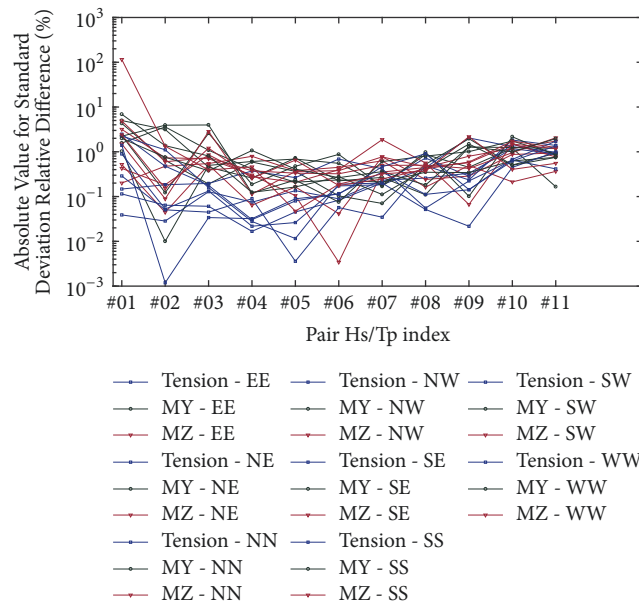 Absolute Value for Standard
Deviation Relative Difference (%)
10³
10²
10¹
10⁰
10⁻¹
10⁻²
10⁻³
#01 #02 #03 #04 #05 #06 #07 #08 #09 #10 #11
Pair Hs/Tp index
Tension - EE
MY - EE
MZ - EE
Tension - NE
MY - NE
MZ - NE
Tension - NN
MY - NN
MZ - NN
Tension - NW
MY - NW
MZ - NW
Tension - SE
MY - SE
MZ - SE
Tension - SS
MY - SS
MZ - SS
Tension - SW
MY - SW
MZ - SW
Tension - WW
MY - WW
MZ - WW